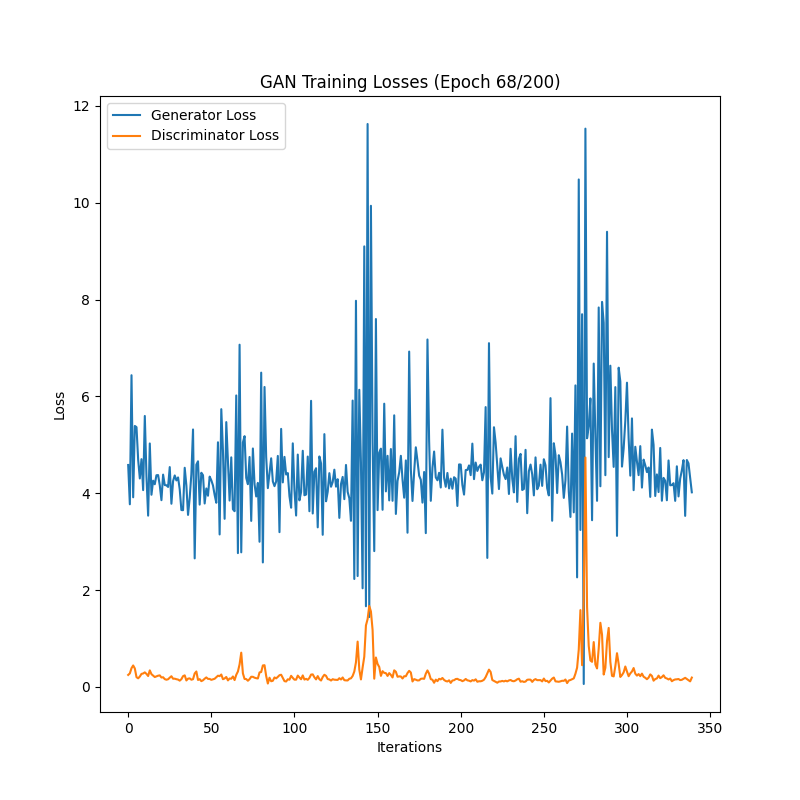 GAN Training Losses (Epoch 68/200)
Generator Loss
Discriminator Loss
12
10
8
6
4
2
0
Loss
0 50 100 150 200 250 300 350
Iterations